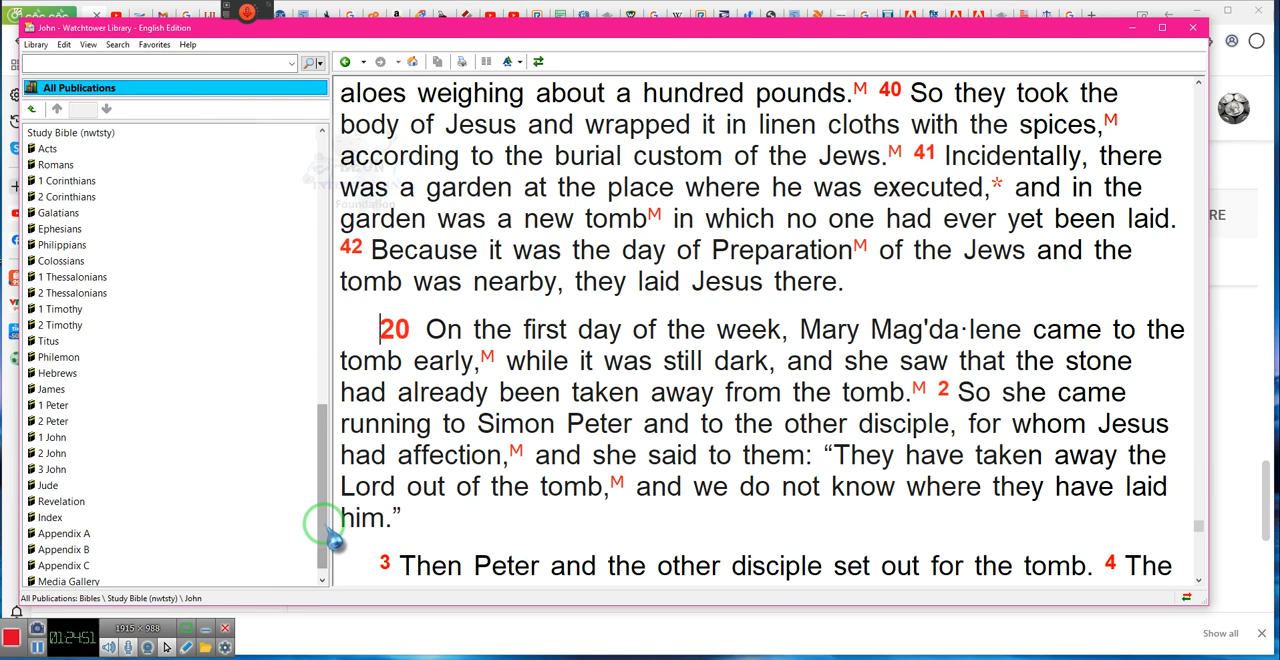 John - Watchtower Library - English Edition
Library Edit View Search Favorites Help
All Publications
Study Bible (nwtsty)
Acts
Romans
1 Corinthians
2 Corinthians
Galatians
Ephesians
Philippians
Colossians
1 Thessalonians
2 Thessalonians
1 Timothy
2 Timothy
Titus
Philemon
Hebrews
James
1 Peter
2 Peter
1 John
2 John
3 John
Jude
Revelation
Index
Appendix A
Appendix B
Appendix C
Media Gallery
aloes weighing about a hundred pounds.M 40 So they took the
body of Jesus and wrapped it in linen cloths with the spices,M
according to the burial custom of the Jews.M 41 Incidentally, there
was a garden at the place where he was executed,* and in the
Foundation
garden was a new tombM in which no one had ever yet been laid.
42 Because it was the day of PreparationM of the Jews and the
tomb was nearby, they laid Jesus there.
20 On the first day of the week, Mary Mag'da·lene came to the
tomb early,M while it was still dark, and she saw that the stone
had already been taken away from the tomb.M 2 So she came
running to Simon Peter and to the other disciple, for whom Jesus
had affection,M and she said to them: “They have taken away the
Lord out of the tomb,M and we do not know where they have laid
him.”
3 Then Peter and the other disciple set out for the tomb. 4 The
All Publications: Bibles \ Study Bible (nwtsty) \ John
RE
Show all
01:24:51
1915 × 988